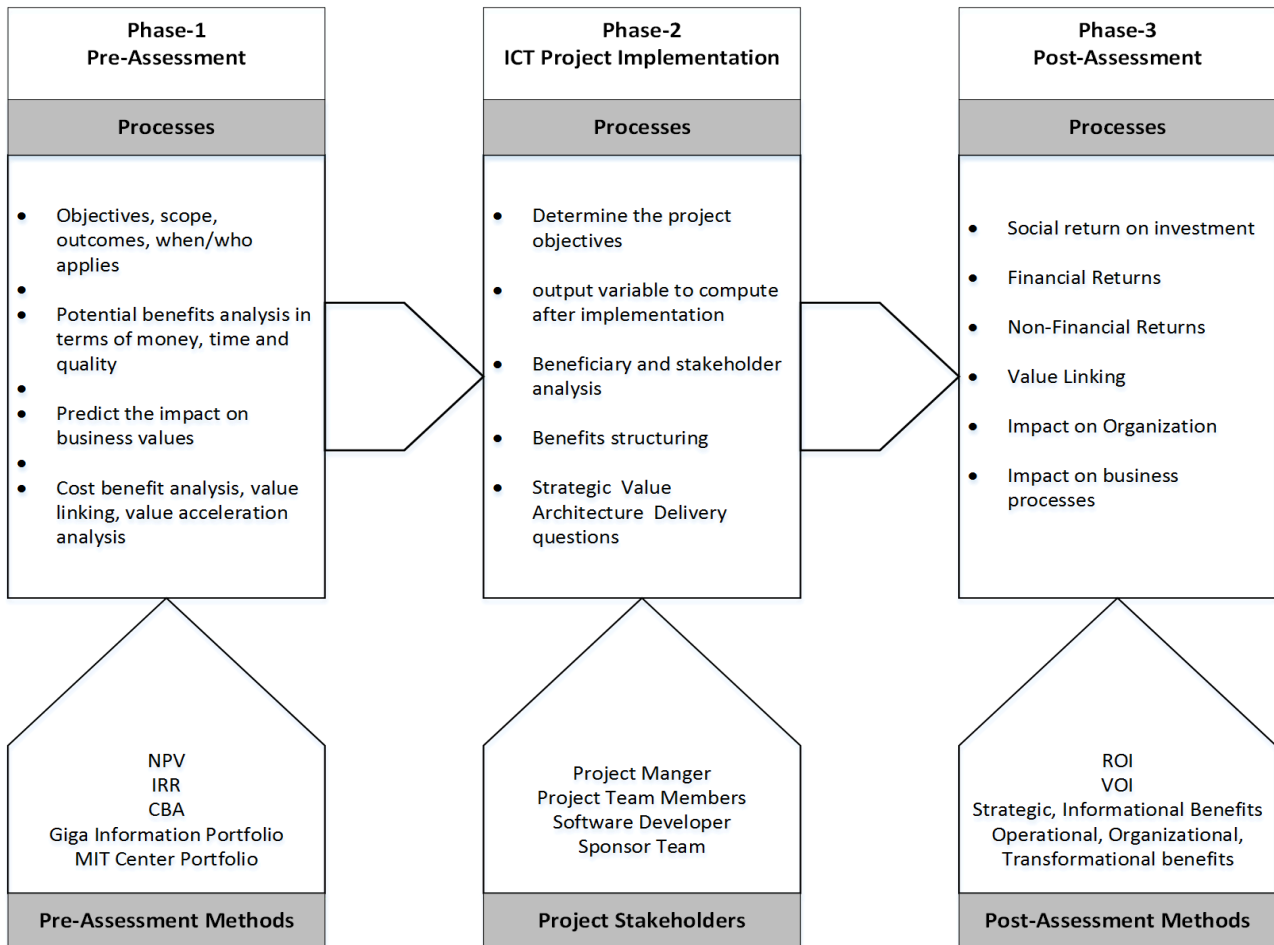 Phase-1
Pre-Assessment
Processes
• Objectives, scope,
outcomes, when/who
applies
•
• Potential benefits analysis in
terms of money, time and
quality
•
• Predict the impact on
business values
•
• Cost benefit analysis, value
linking, value acceleration
analysis
NPV
IRR
CBA
Giga Information Portfolio
MIT Center Portfolio
Pre-Assessment Methods
Phase-2
ICT Project Implementation
Processes
• Determine the project
objectives
• output variable to compute
after implementation
• Beneficiary and stakeholder
analysis
• Benefits structuring
• Strategic Value
Architecture Delivery
questions
Project Manger
Project Team Members
Software Developer
Sponsor Team
Project Stakeholders
Phase-3
Post-Assessment
Processes
• Social return on investment
• Financial Returns
• Non-Financial Returns
• Value Linking
• Impact on Organization
• Impact on business
processes
ROI
VOI
Strategic, Informational Benefits
Operational, Organizational,
Transformational benefits
Post-Assessment Methods